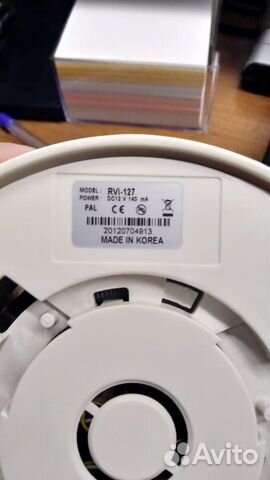 MODEL : RVi-127
POWER : DC12 V 140 mA
PAL CE
20120704913
MADE IN KOREA
Avito